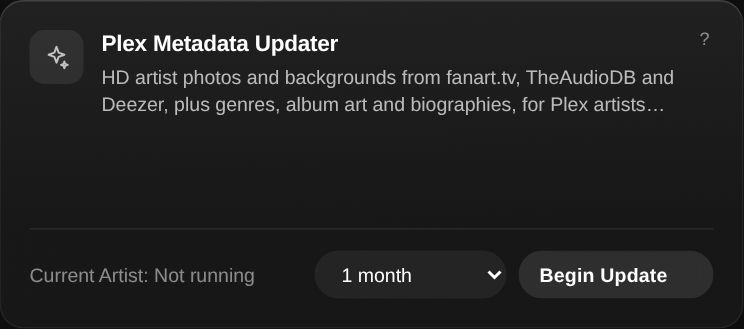 Plex Metadata Updater
?
HD artist photos and backgrounds from fanart.tv, TheAudioDB and
Deezer, plus genres, album art and biographies, for Plex artists…
Current Artist: Not running
1 month
Begin Update